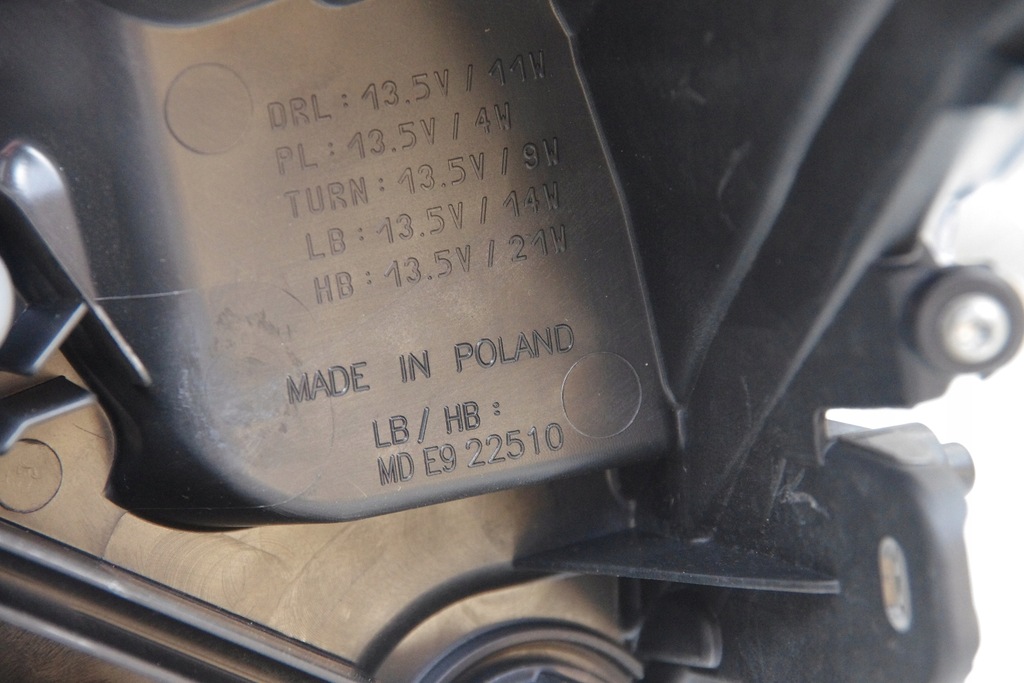 DRL : 13.5V / 11W
PL : 13.5V / 4W
TURN : 13.5V / 9W
LB : 13.5V / 14W
HB : 13.5V / 21W
MADE IN POLAND
LB / HB :
MD E9 22510